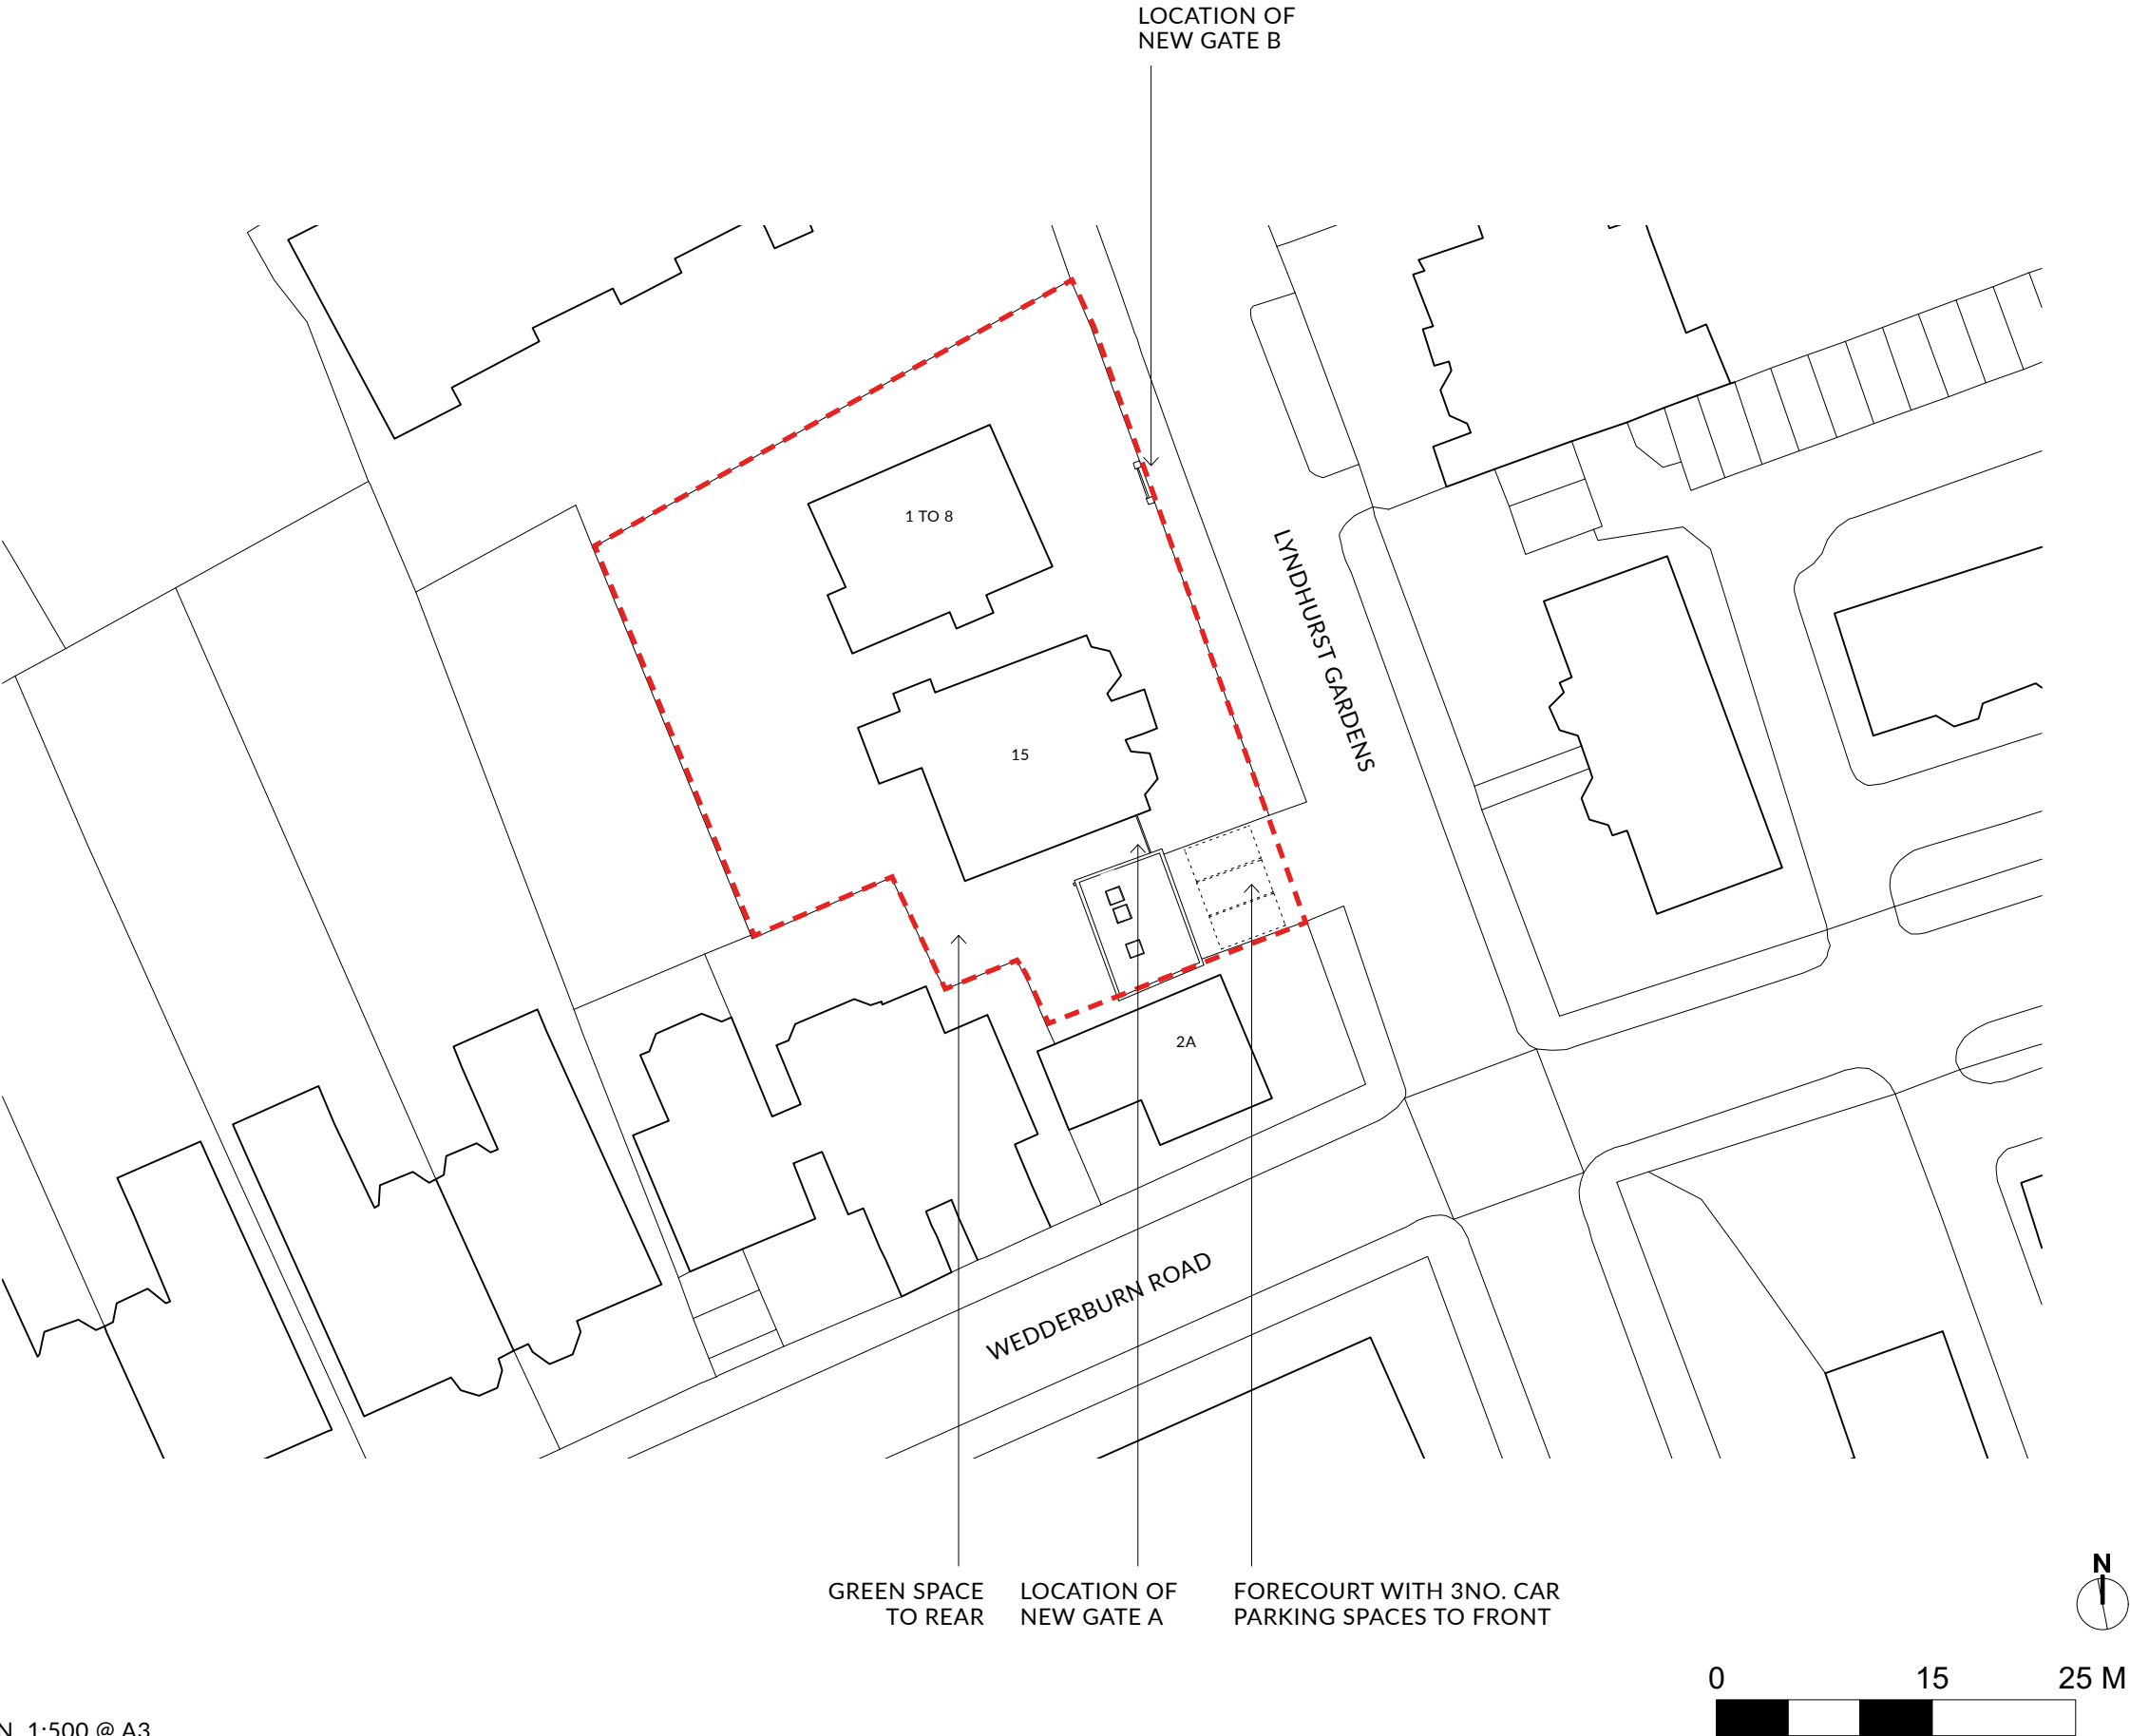 LOCATION OF
NEW GATE B
1 TO 8
LYNDHURST GARDENS
15
2A
WEDDERBURN ROAD
GREEN SPACE
TO REAR
LOCATION OF
NEW GATE A
FORECOURT WITH 3NO. CAR
PARKING SPACES TO FRONT
N
0 15 25 M
N 1:500 @ A3